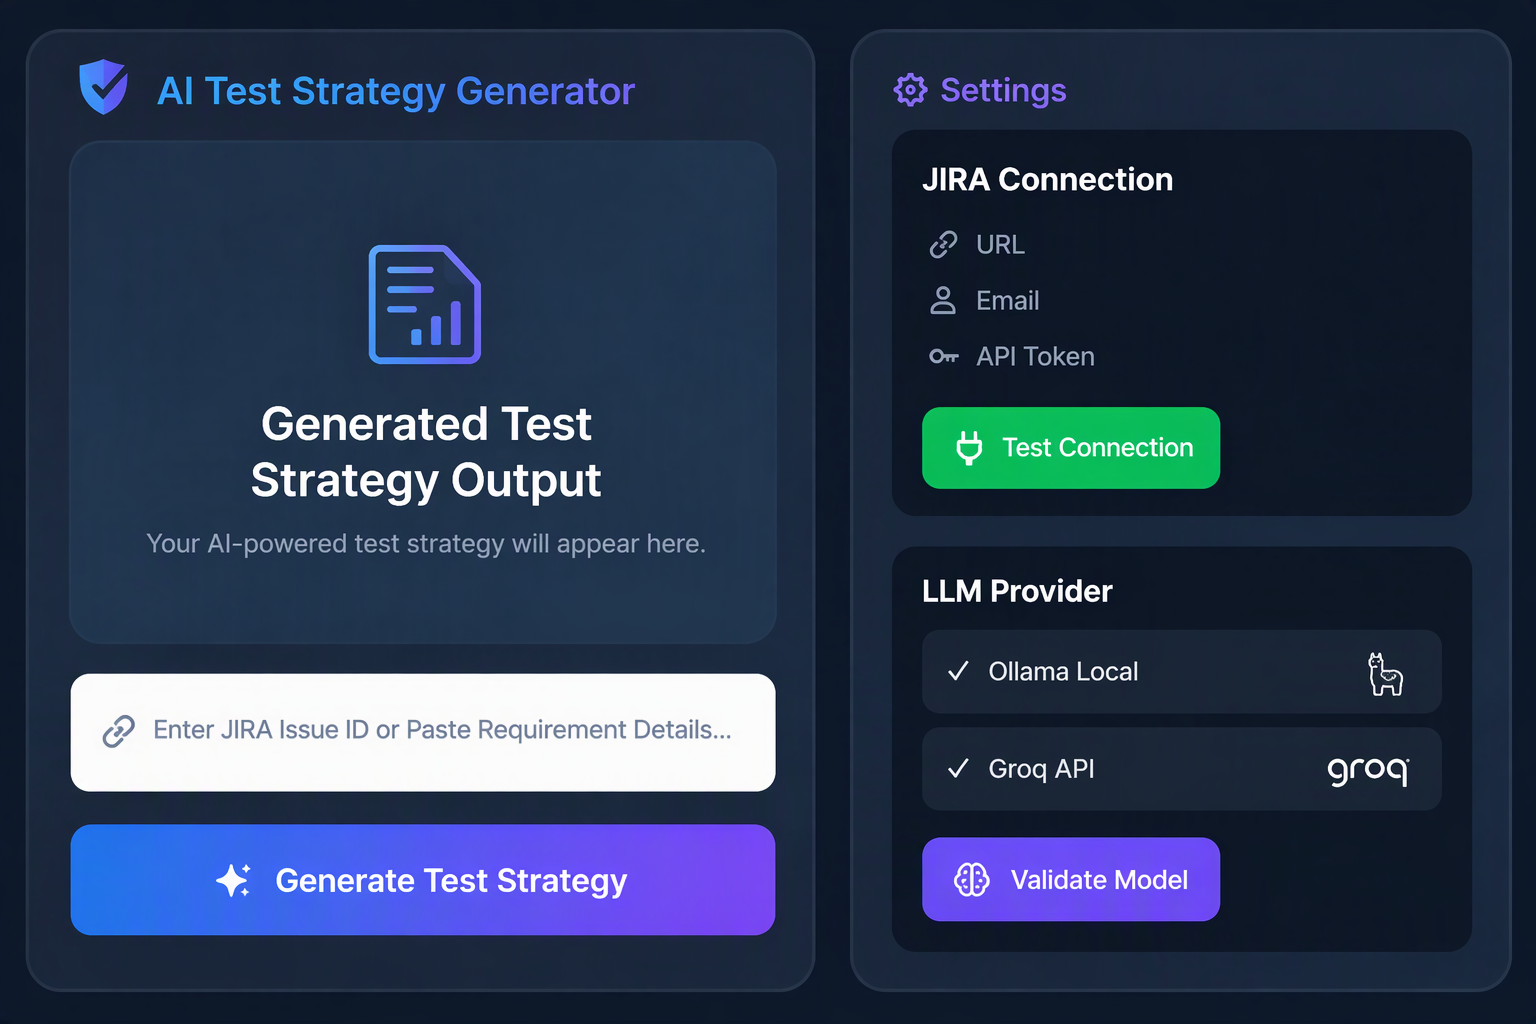 AI Test Strategy Generator
Generated Test
Strategy Output
Your AI-powered test strategy will appear here.
Enter JIRA Issue ID or Paste Requirement Details...
Generate Test Strategy
Settings
JIRA Connection
URL
Email
API Token
Test Connection
LLM Provider
Ollama Local
Groq API
groq
Validate Model